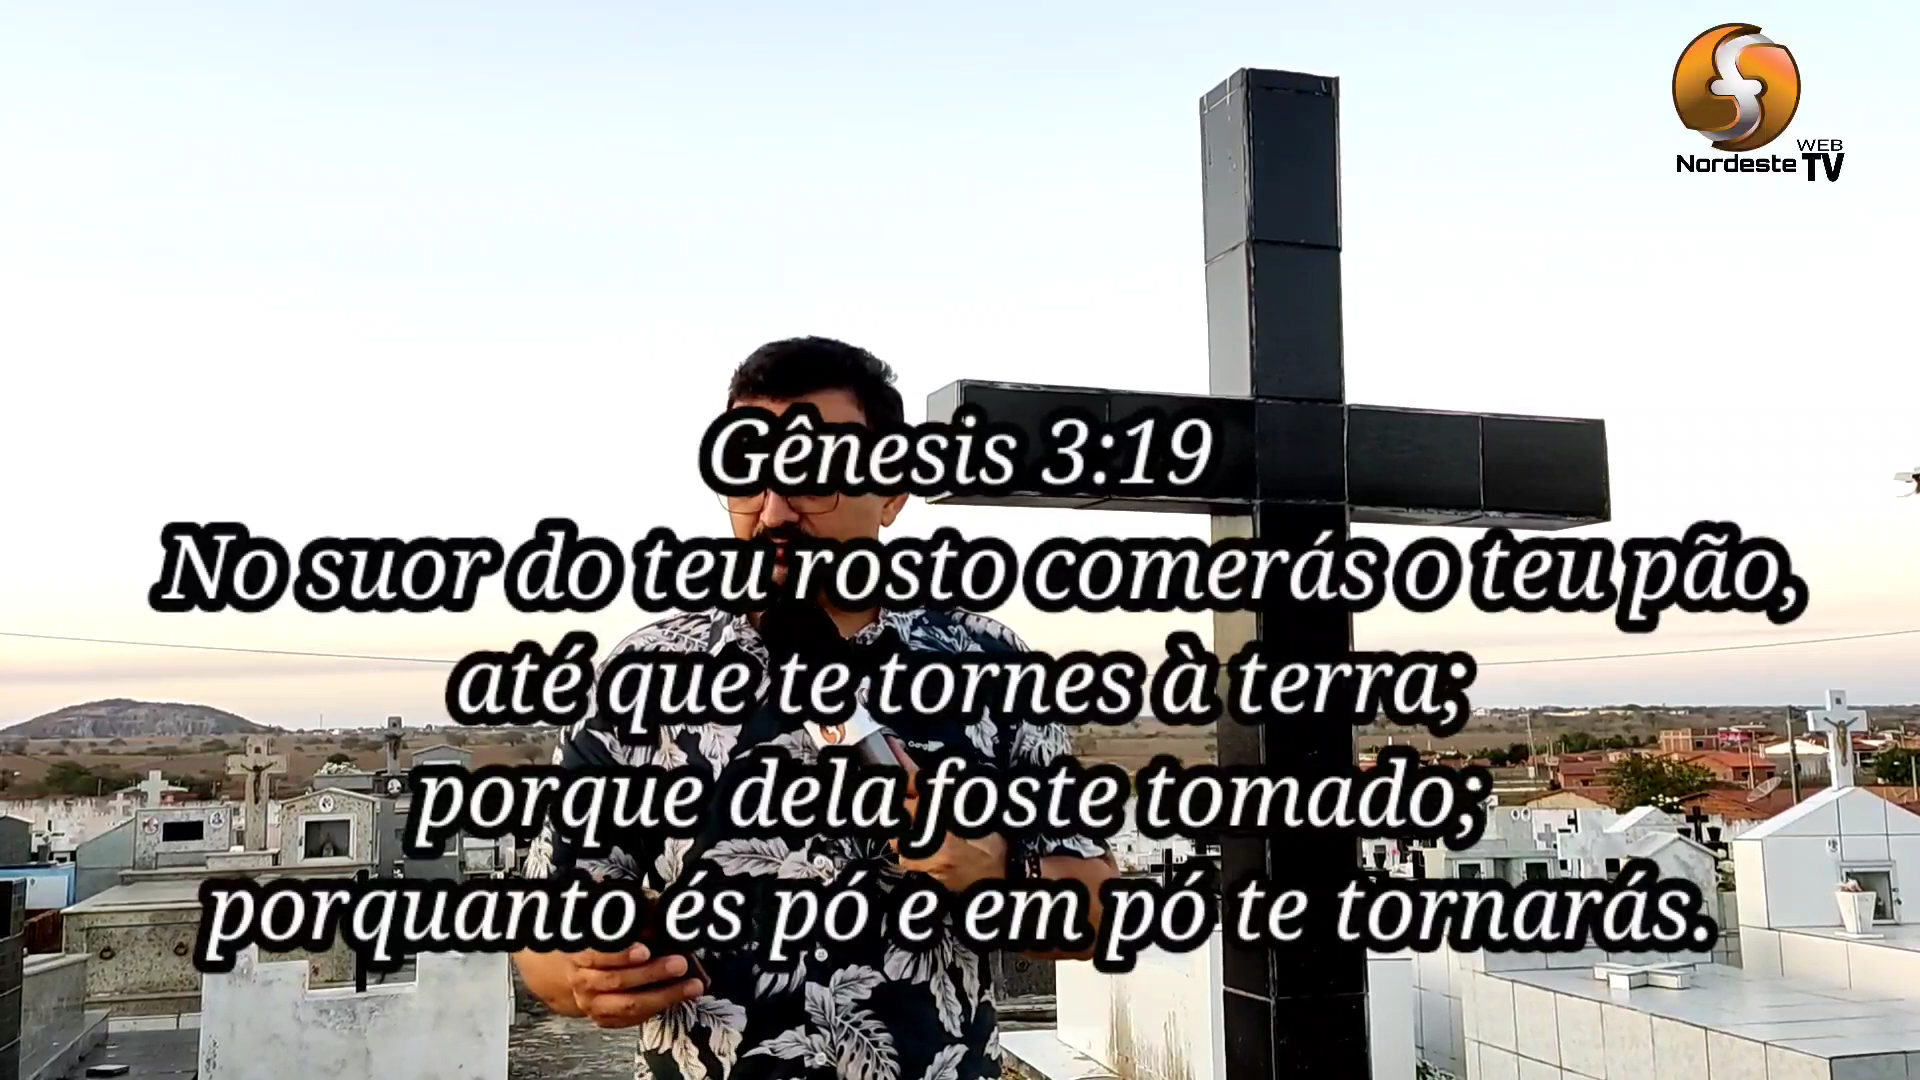 WEB
Nordeste TV
Gênesis 3:19
No suor do teu rosto comerás o teu pão,
até que te tornes à terra;
porque dela foste tomado;
porquanto és pó e em pó te tornarás.